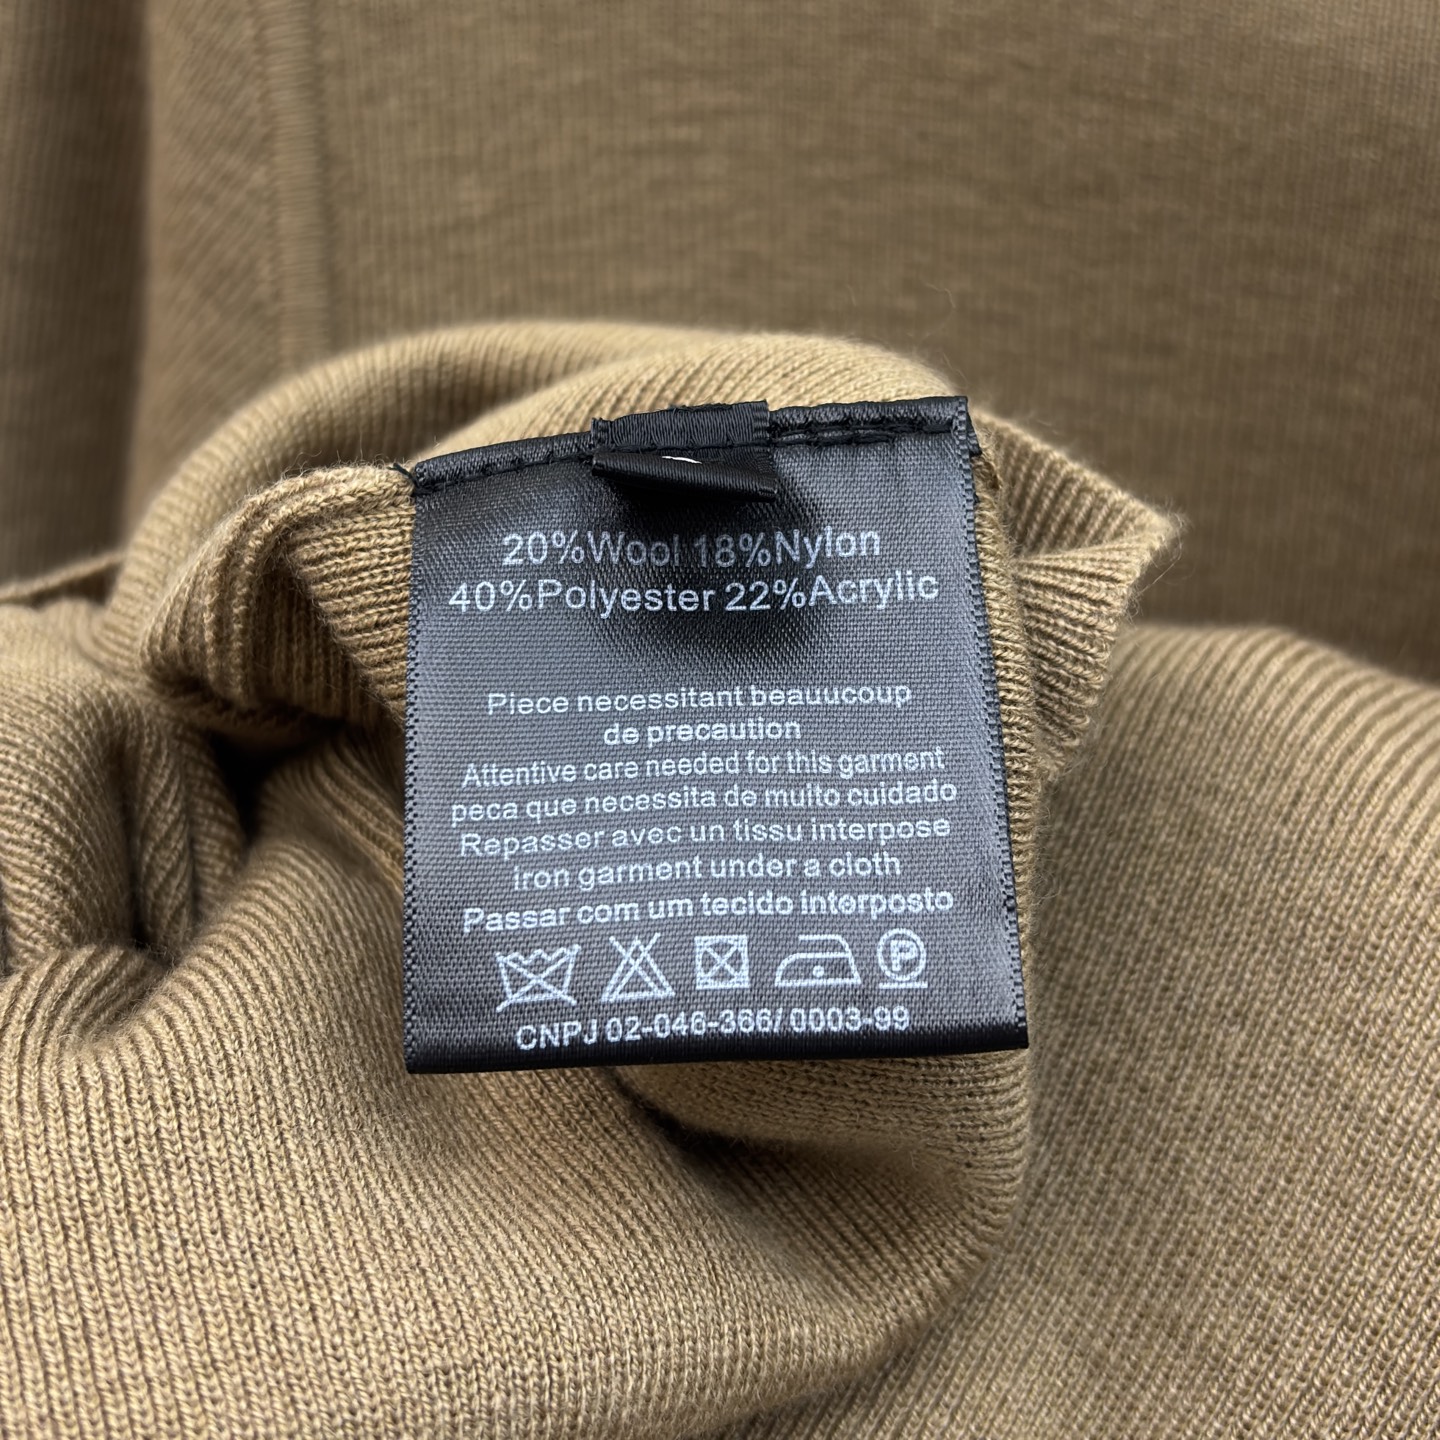 20%Wool 18%Nylon
40%Polyester 22%Acrylic
Piece necessitant beauucoup
de precaution
Attentive care needed for this garment
peca que necessita de muito cuidado
Repasser avec un tissu interpose
iron garment under a cloth
Passar com um tecido interposto
P
CNPJ 02-046-366/0003-99